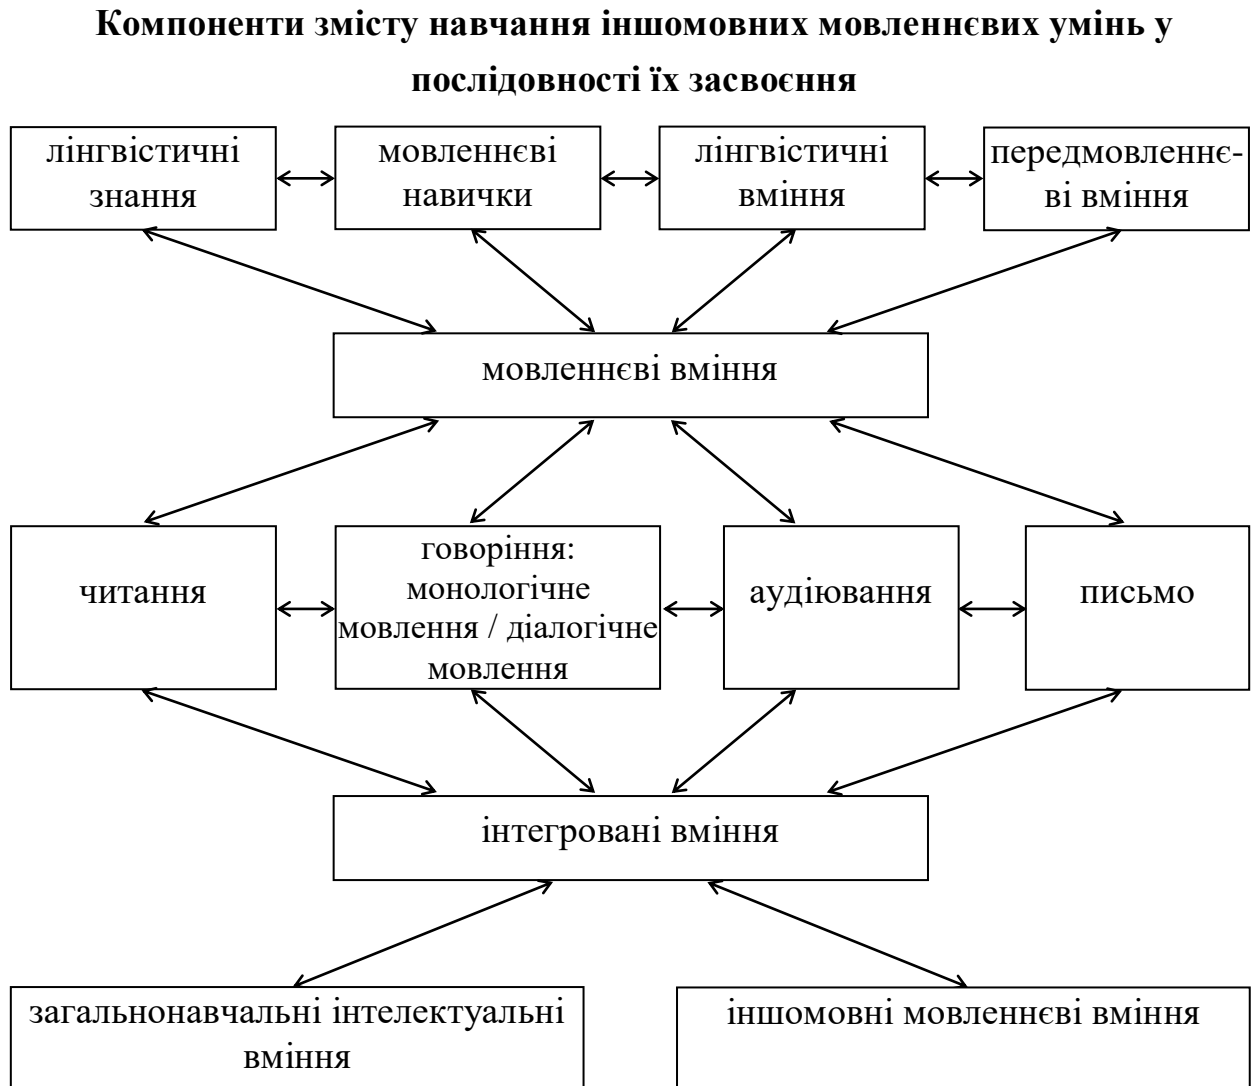 Компоненти змісту навчання іншомовних мовленнєвих умінь у
послідовності їх засвоєння
лінгвістичні
знання
мовленнєві
навички
лінгвістичні
вміння
передмовленнє-
ві вміння
мовленнєві вміння
читання
говоріння:
монологічне
мовлення / діалогічне
мовлення
аудіювання
письмо
інтегровані вміння
загальнонавчальні інтелектуальні
вміння
іншомовні мовленнєві вміння